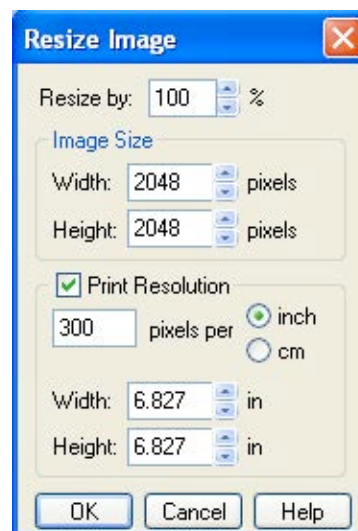 Resize Image
Resize by: 100 %
Image Size
Width: 2048 pixels
Height: 2048 pixels
Print Resolution
300 pixels per inch
cm
Width: 6.827 in
Height: 6.827 in
OK Cancel Help